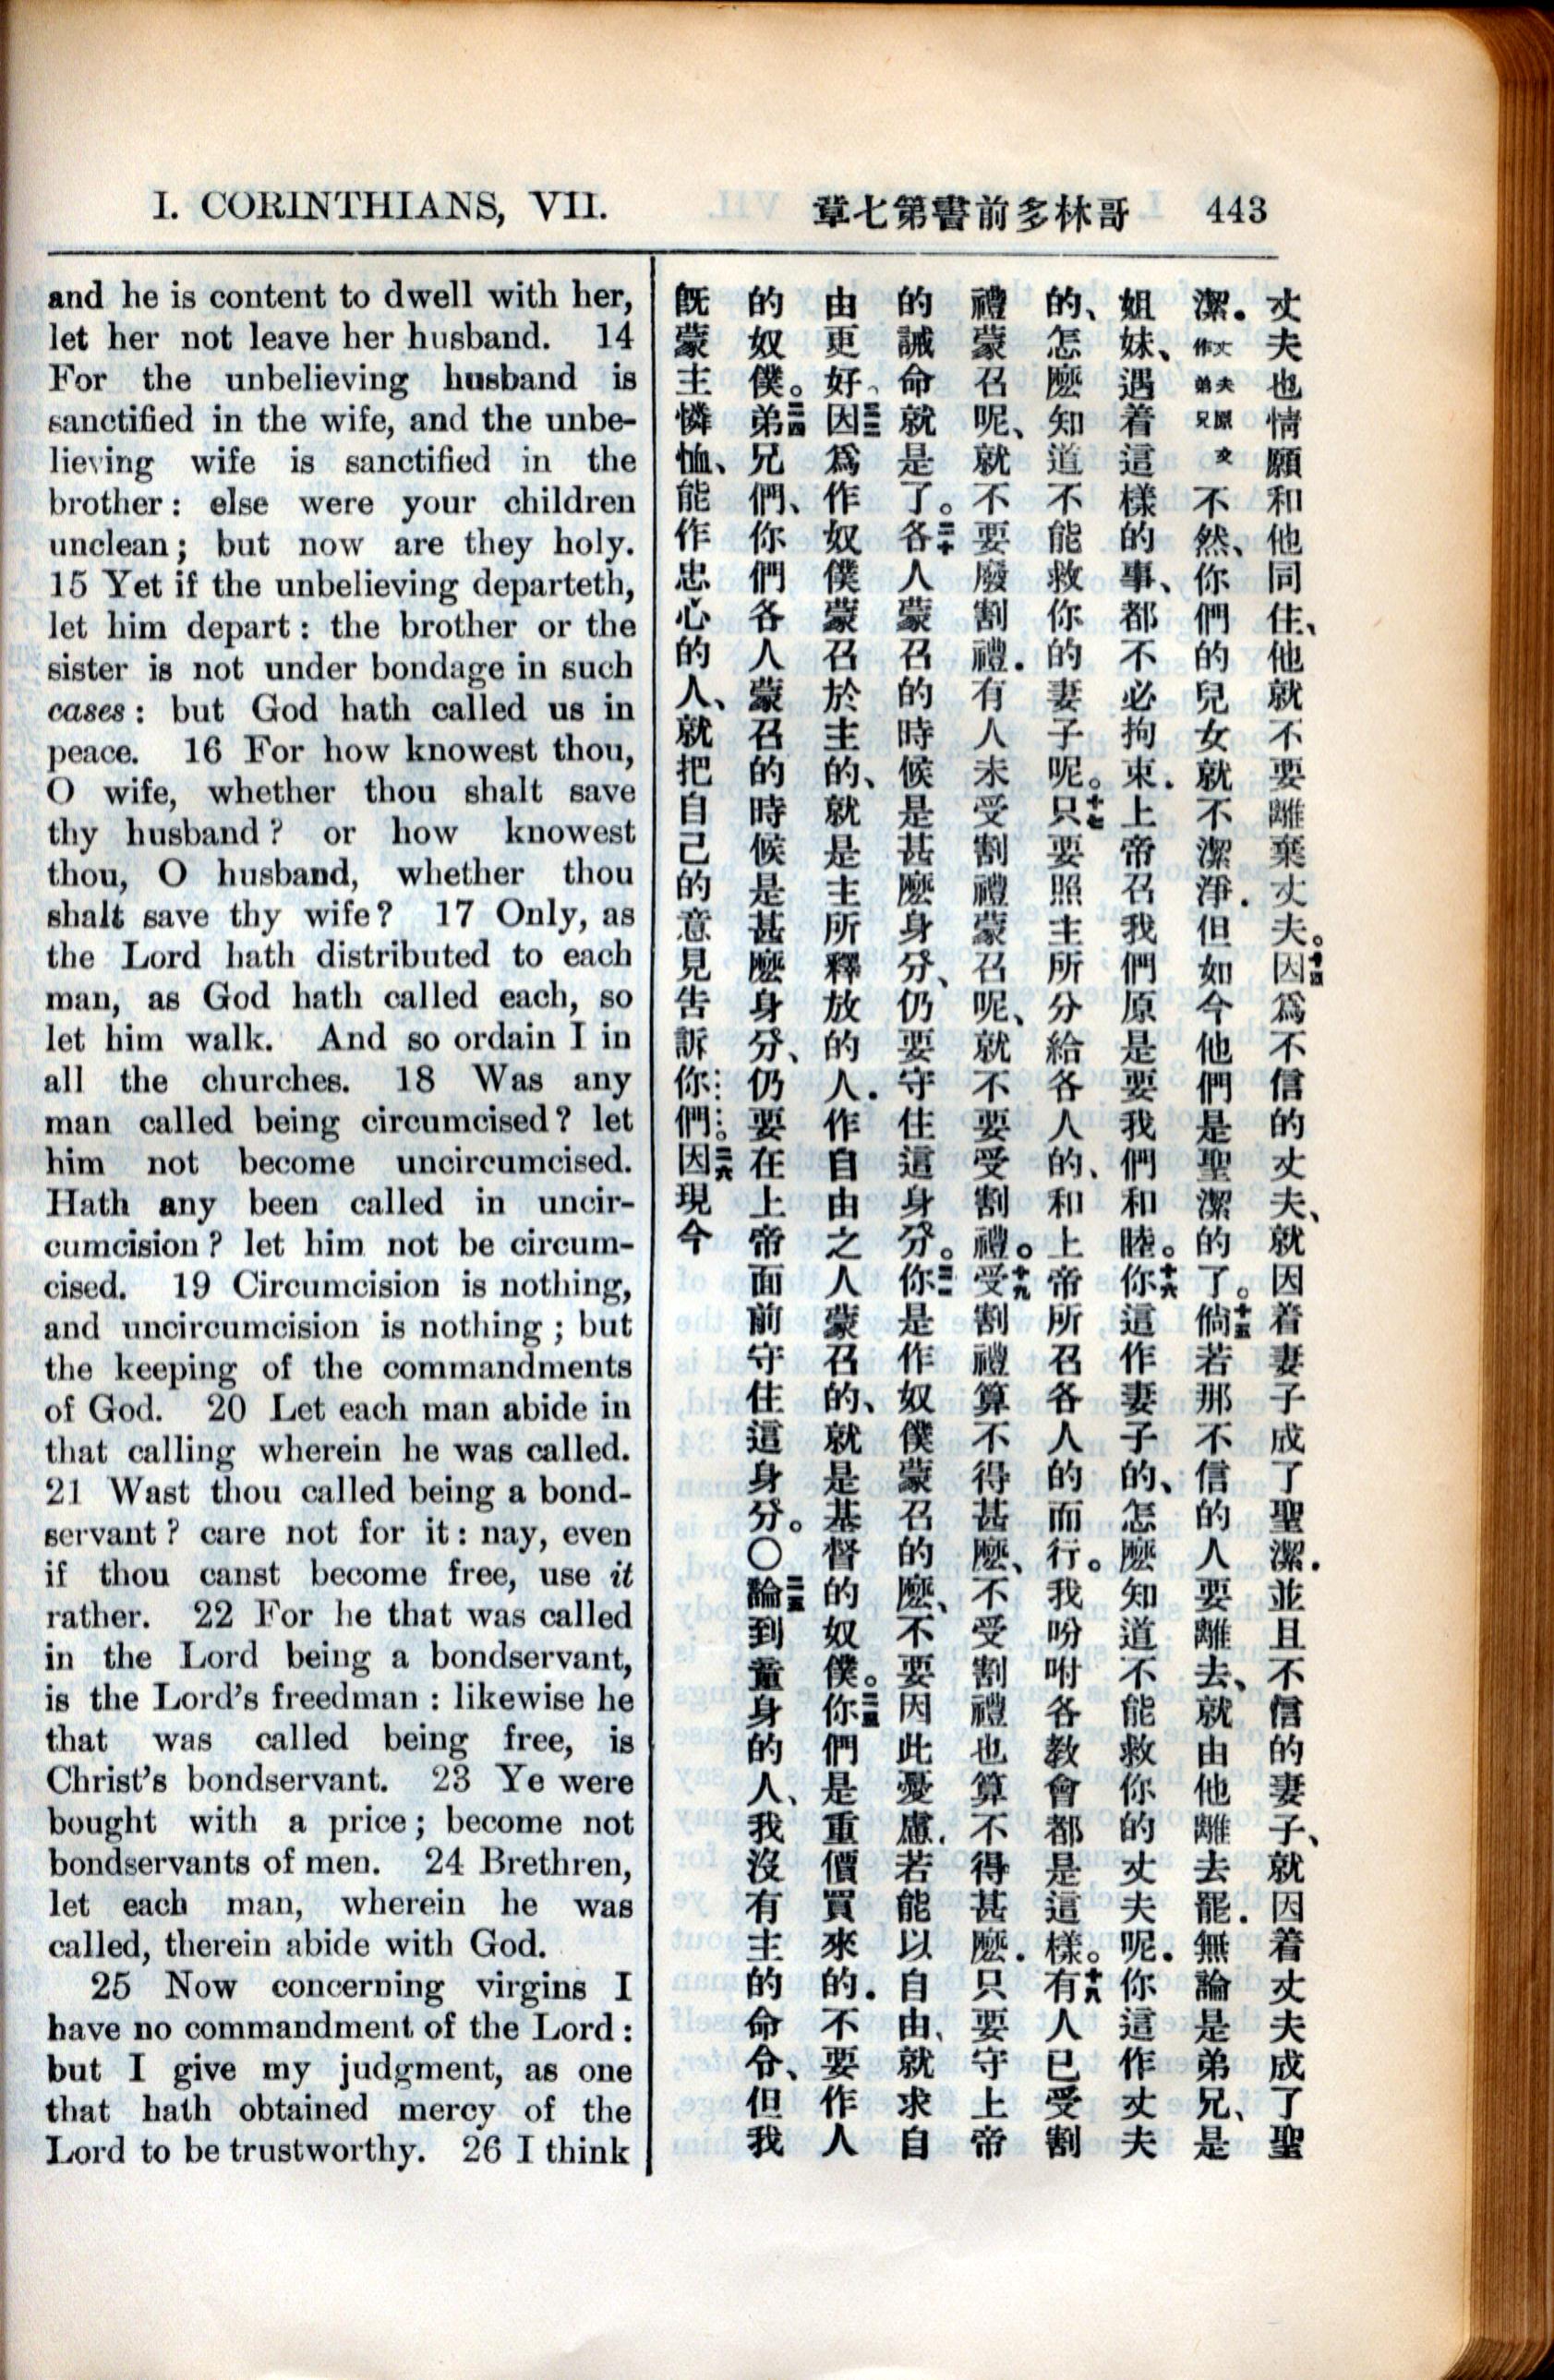 I. CORINTHIANS, VII.
章七第書前多林哥
443
and he is content to dwell with her,
let her not leave her husband. 14
For the unbelieving husband is
sanctified in the wife, and the unbe-
lieving wife is sanctified in the
brother: else were your children
unclean; but now are they holy.
15 Yet if the unbelieving departeth,
let him depart: the brother or the
sister is not under bondage in such
cases: but God hath called us in
peace. 16 For how knowest thou,
O wife, whether thou shalt save
thy husband? or how knowest
thou, O husband, whether thou
shalt save thy wife? 17 Only, as
the Lord hath distributed to each
man, as God hath called each, so
let him walk. And so ordain I in
all the churches. 18 Was any
man called being circumcised? let
him not become uncircumcised.
Hath any been called in uncir-
cumcision? let him not be circum-
cised. 19 Circumcision is nothing,
and uncircumcision is nothing; but
the keeping of the commandments
of God. 20 Let each man abide in
that calling wherein he was called.
21 Wast thou called being a bond-
servant? care not for it: nay, even
if thou canst become free, use it
rather. 22 For he that was called
in the Lord being a bondservant,
is the Lord's freedman: likewise he
that was called being free, is
Christ's bondservant. 23 Ye were
bought with a price; become not
bondservants of men. 24 Brethren,
let each man, wherein he was
called, therein abide with God.
25 Now concerning virgins I
have no commandment of the Lord:
but I give my judgment, as one
that hath obtained mercy of the
Lord to be trustworthy. 26 I think
丈夫也情願和他同住、他就不要離棄丈夫。十四因爲不信的丈夫、就因着妻子成了聖潔．並且不信的妻子、就因着丈夫成了聖
潔．丈夫原文作弟兄不然、你們的兒女就不潔淨．但如今他們是聖潔的了。十五倘若那不信的人要離去、就由他離去罷．無論是弟兄、是
姐妹、遇着這樣的事、都不必拘束．上帝召我們原是要我們和睦。十六你這作妻子的、怎麽知道不能救你的丈夫呢．你這作丈夫
的、怎麽知道不能救你的妻子呢。十七只要照主所分給各人的、和上帝所召各人的而行。我吩咐各教會都是這樣。十八有人已受割
禮蒙召呢、就不要廢割禮．有人未受割禮蒙召呢、就不要受割禮。十九受割禮算不得甚麽、不受割禮也算不得甚麽．只要守上帝
的誡命就是了。二十各人蒙召的時候是甚麽身分、仍要守住這身分。二一你是作奴僕蒙召的麽、不要因此憂慮．若能以自由、就求自
由更好、二二因爲作奴僕蒙召於主的、就是主所釋放的人．作自由之人蒙召的、就是基督的奴僕。二三你們是重價買來的．不要作人
的奴僕。二四弟兄們、你們各人蒙召的時候是甚麽身分、仍要在上帝面前守住這身分。○二五論到童身的人、我沒有主的命令、但我
既蒙主憐恤、能作忠心的人、就把自己的意見告訴你們。二六因現今